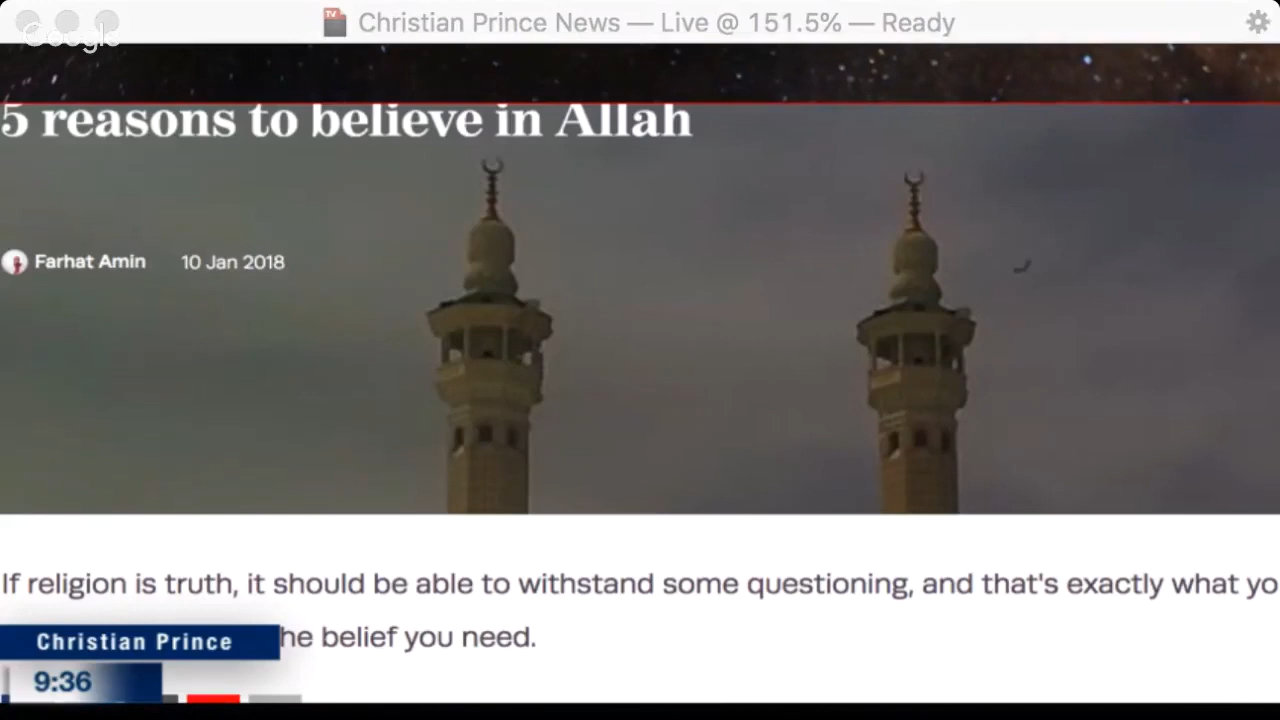 Christian Prince News — Live @ 151.5% — Ready
Google
5 reasons to believe in Allah
Farhat Amin 10 Jan 2018
If religion is truth, it should be able to withstand some questioning, and that's exactly what yo
he belief you need.
Christian Prince
9:36
TV